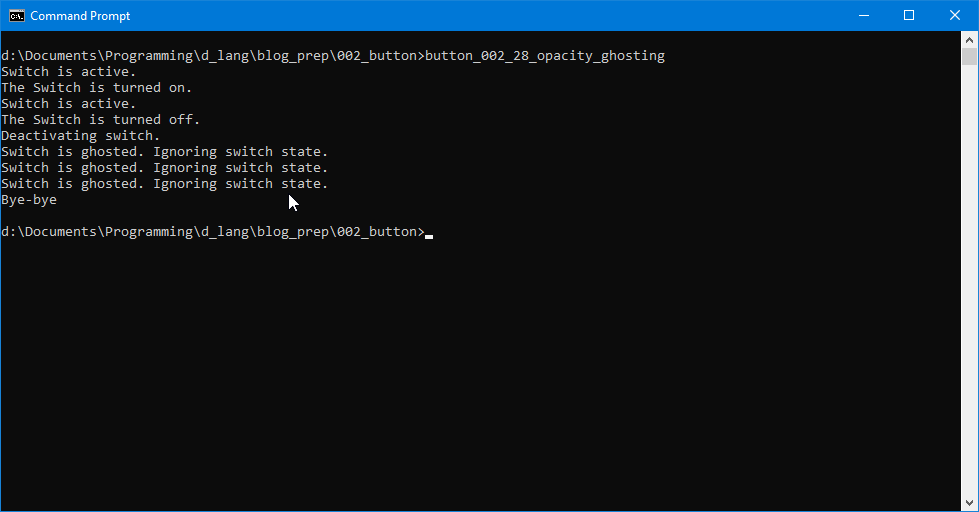 Command Prompt
d:\Documents\Programming\d_lang\blog_prep\002_button>button_002_28_opacity_ghosting
Switch is active.
The Switch is turned on.
Switch is active.
The Switch is turned off.
Deactivating switch.
Switch is ghosted. Ignoring switch state.
Switch is ghosted. Ignoring switch state.
Switch is ghosted. Ignoring switch state.
Bye-bye
d:\Documents\Programming\d_lang\blog_prep\002_button>